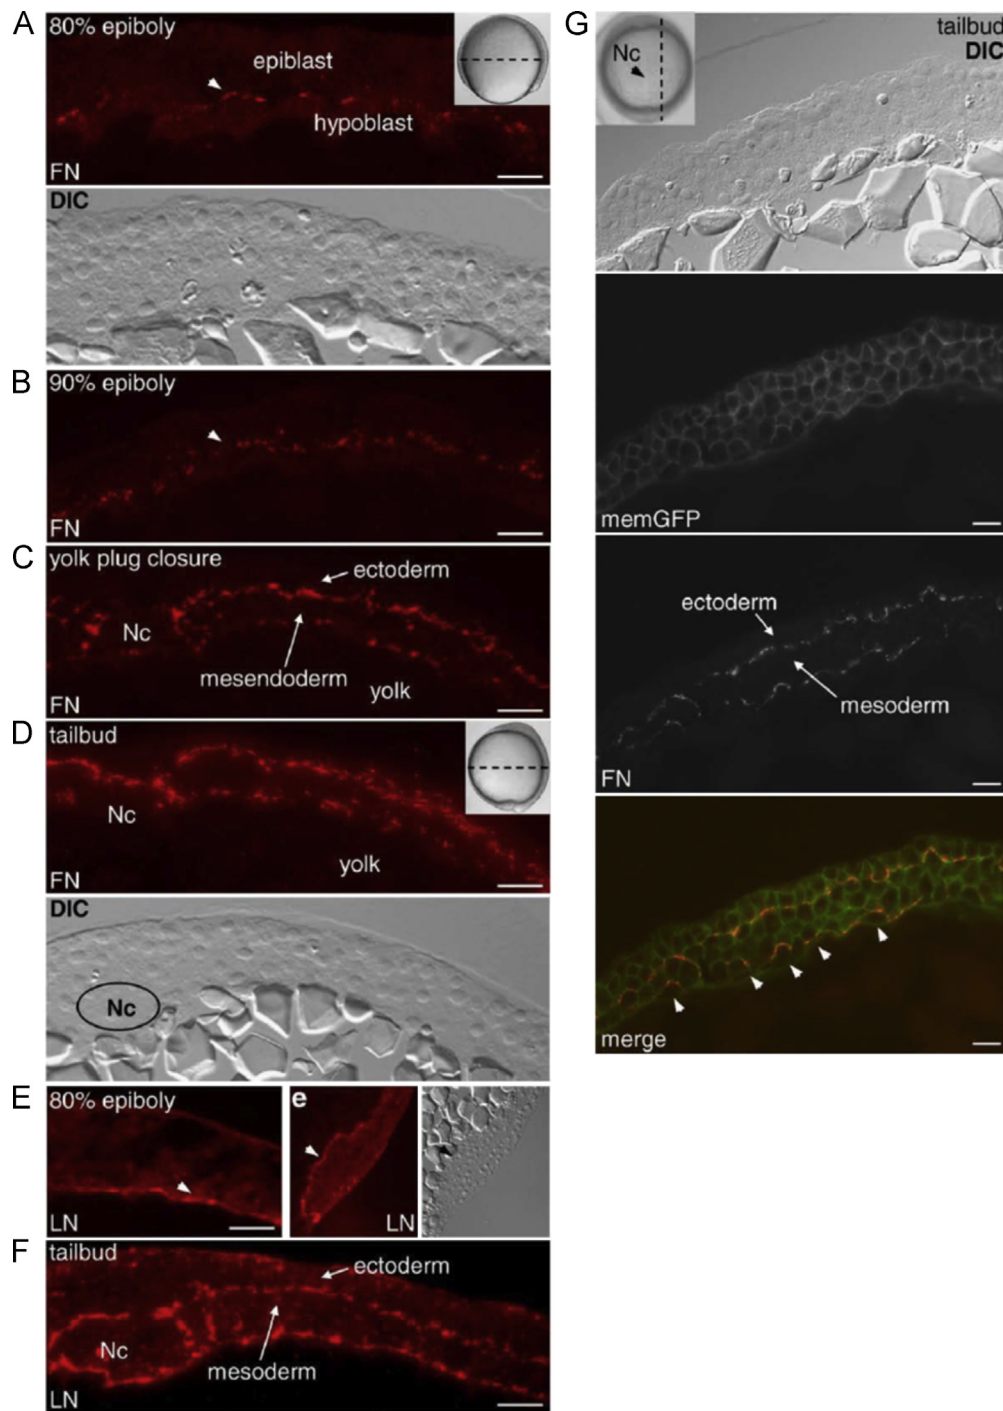 A
80% epiboly
epiblast
hypoblast
FN
DIC
B
90% epiboly
FN
C
yolk plug closure
ectoderm
Nc
mesendoderm
yolk
FN
D
tailbud
Nc
yolk
FN
DIC
Nc
E
80% epiboly
LN
e
LN
F
tailbud
ectoderm
Nc
mesoderm
LN
G
Nc
tailbud
DIC
memGFP
ectoderm
mesoderm
FN
merge